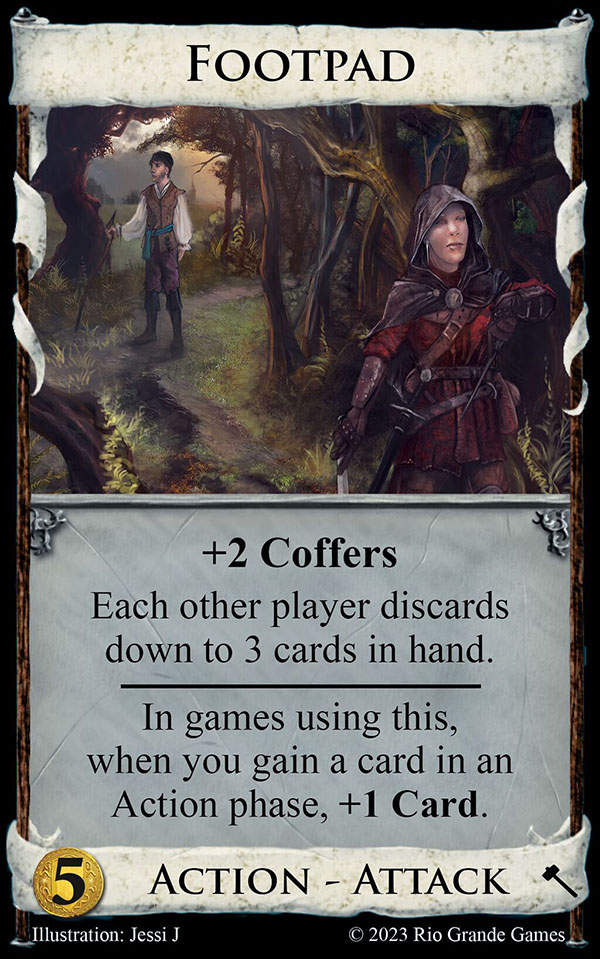 FOOTPAD
+2 Coffers
Each other player discards
down to 3 cards in hand.
In games using this,
when you gain a card in an
Action phase, +1 Card.
5
ACTION - ATTACK
Illustration: Jessi J
© 2023 Rio Grande Games